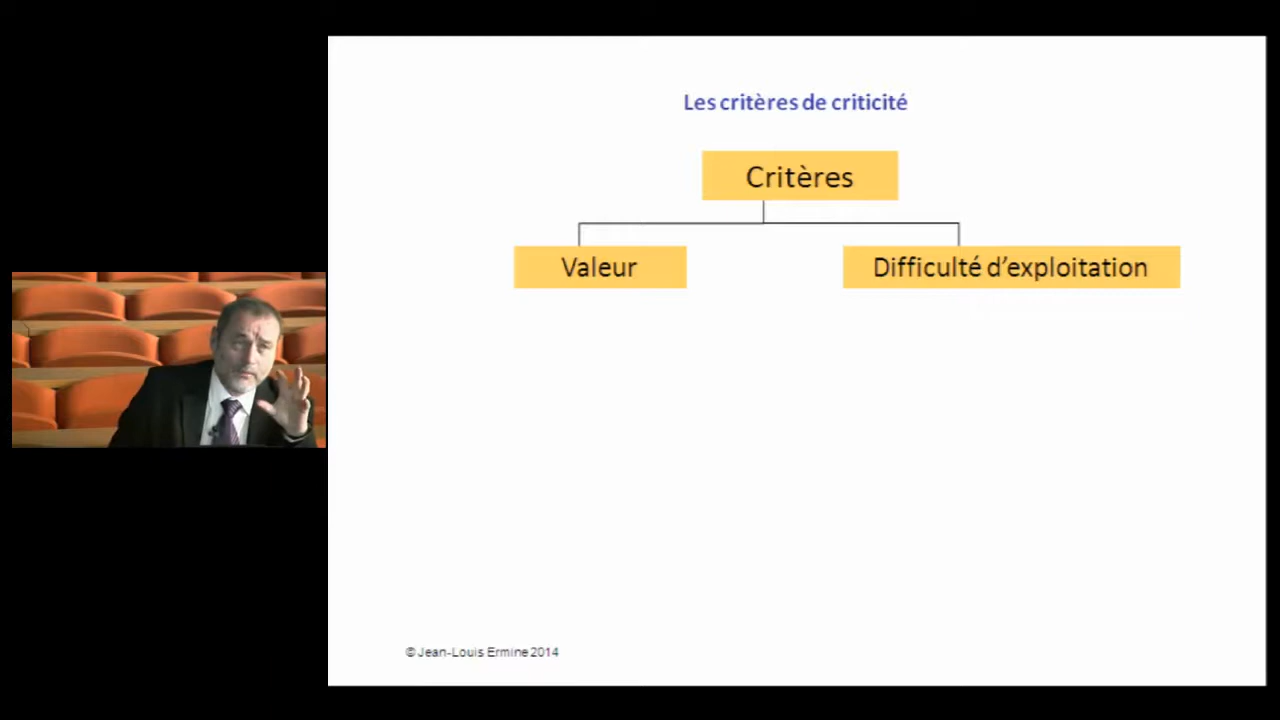 Les critères de criticité
Critères
Valeur
Difficulté d’exploitation
© Jean-Louis Ermine 2014